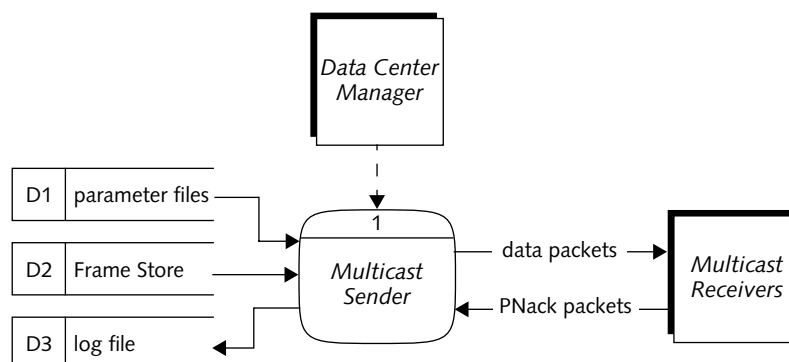 Data Center
Manager
D1 parameter files
1
data packets
D2 Frame Store
Multicast
Sender
Multicast
Receivers
PNack packets
D3 log file